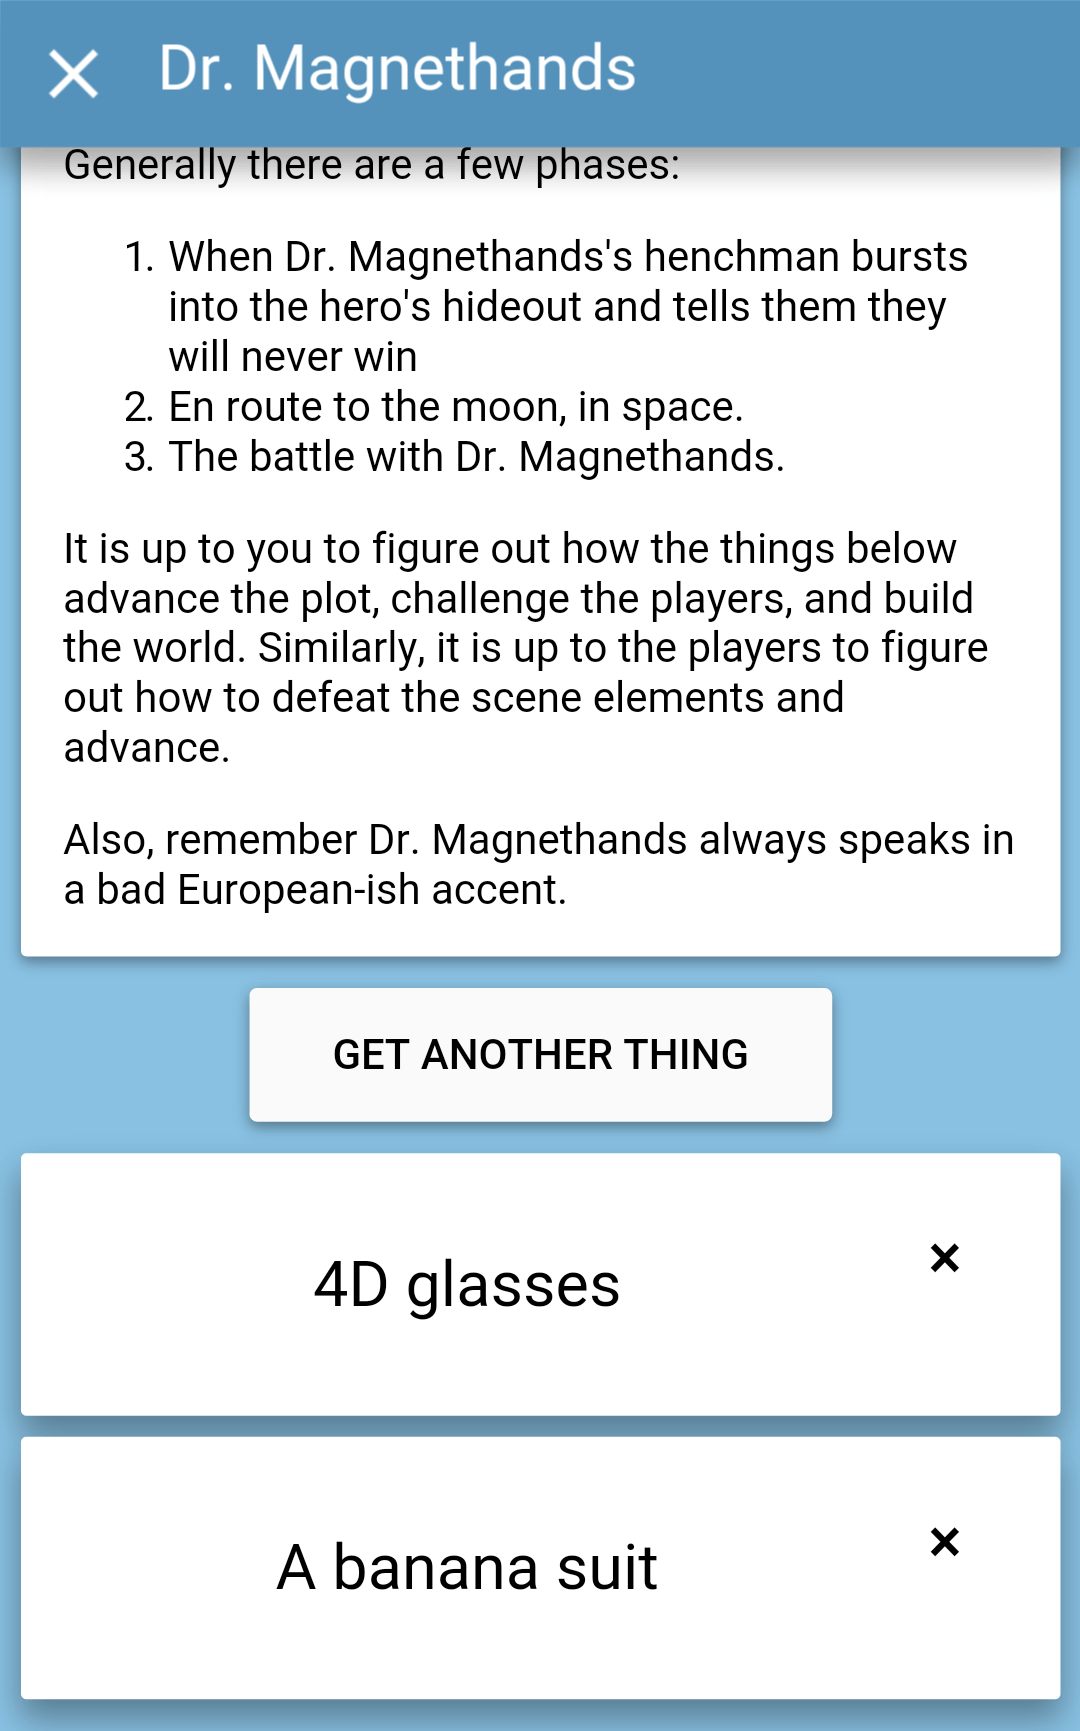 Dr. Magnethands
Generally there are a few phases:
1. When Dr. Magnethands's henchman bursts
into the hero's hideout and tells them they
will never win
2. En route to the moon, in space.
3. The battle with Dr. Magnethands.
It is up to you to figure out how the things below
advance the plot, challenge the players, and build
the world. Similarly, it is up to the players to figure
out how to defeat the scene elements and
advance.
Also, remember Dr. Magnethands always speaks in
a bad European-ish accent.
GET ANOTHER THING
4D glasses
A banana suit